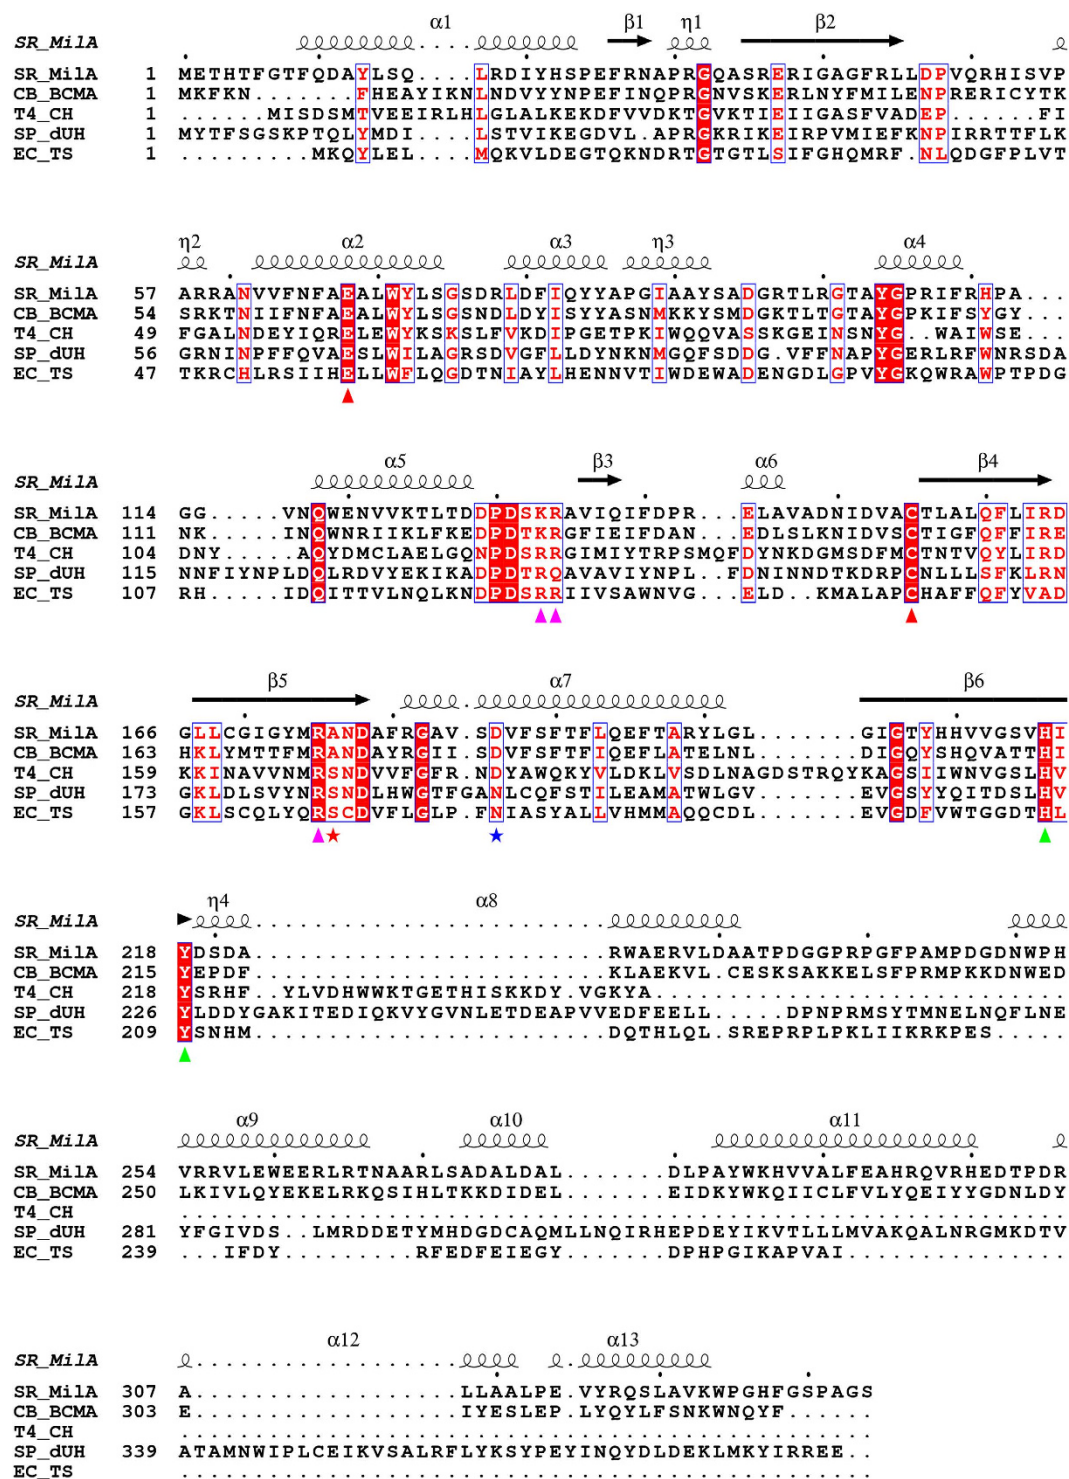 α1 β1 η1 β2
SR_MilA
SR_MilA 1 METHTFGTFQDAYLSQ....LRDIYHSPEFRNAPRGQASRERIGAGFRLLDPVQRHISVP
CB_BCMA 1 MKFKN.......FHEAYIKNLNDVYYNPEFINQPRGNVSKERLNYFMILENPRERICYTK
T4_CH 1 ......MISDSMTVEEIRLHLGLALKEKDFVVDKTGVKTIEIIGASFVADEP......FI
SP_dUH 1 MYTFSGSKPTQLYMDI....LSTVIKEGDVL.APRGKRIKEIRPVMIEFKNPIRRTTFLK
EC_TS 1 .........MKQYLEL....MQKVLDEGTQKNDRTGTGTLSIFGHQMRF.NLQDGFPLVT
η2 α2 α3 η3 α4
SR_MilA
SR_MilA 57 ARRANVVFNFAEALWYLSGSDRLDFIQYYAPGIAAYSADGRTLRGTAYGPRIFRHPA...
CB_BCMA 54 SRKTNIIFNFAEALWYLSGSNDLDYISYYASNMKKYSMDGKTLTGTAYGPKIFSYGY...
T4_CH 49 FGALNDEYIQRELEWYKSKSLFVKDIPGETPKIWQQVASSKGEINSNYG..WAIWSE...
SP_dUH 56 GRNINPFFQVAESLWILAGRSDVGFLLDYNKNMGQFSDDG.VFFNAPYGERLRFWNRSDA
EC_TS 47 TKRCHLRSIIHELLWFLQGDTNIAYLHENNVTIWDEWADENGDLGPVYGKQWRAWPTPDG
α5 β3 α6 β4
SR_MilA
SR_MilA 114 GG.....VNQWENVVKTLTDDPDSKRAVIQIFDPR...ELAVADNIDVACTLALQFLIRD
CB_BCMA 111 NK.....INQWNRIIKLFKEDPDTKRGFIEIFDAN...EDLSLKNIDVSCTIGFQFFIRE
T4_CH 104 DNY.....AQYDMCLAELGQNPDSRRGIMIYTRPSMQFDYNKDGMSDFMCTNTVQYLIRD
SP_dUH 115 NNFIYNPLDQLRDVYEKIKADPDTRQAVAVIYNPL..FDNINNDTKDRPCNLLLSFKLRN
EC_TS 107 RH.....IDQITTVLNQLKNDPDSRRIIVSAWNVG...ELD..KMALAPCHAFFQFYVAD
β5 α7 β6
SR_MilA
SR_MilA 166 GLLCGIGYMRANDAFRGAV.SDVFSFTFLQEFTARYLGL.......GIGTYHHVVGSVHI
CB_BCMA 163 HKLYMTTFMRANDAYRGII.SDVFSFTFIQEFLATELNI.......DIGQYSHQVATTHI
T4_CH 159 KKINAVVNMRSNDVVFGFR.NDYAWQKYVLDKLVSDLNAGDSTRQYKAGSIIWNVGSLHV
SP_dUH 173 GKLDLSVYNRSNDLHWGTFGANLCQFSTILEAMATWLGV.......EVGSYYQITDSLHV
EC_TS 157 GKLSCQLYQRSCDVFLGLP.FNIASYALLVHMMAQQCDL.......EVGDFVWTGGDTHL
η4 α8
SR_MilA
SR_MilA 218 YDSDA........................RWAERVLDAATPDGGPRPGFPAMPDGDNWPH
CB_BCMA 215 YEPDF........................KLAEKVL.CESKSAKKELSFPRMPKKDNWED
T4_CH 218 YSRHF..YLVDHWWKTGETHISKKDY.VGKYA............................
SP_dUH 226 YLDDYGAKITEDIQKVYGVNLETDEAPVVEDFEELL....DPNPRMSYTMNELNQFLNE
EC_TS 209 YSNHM........................DQTHLQL.SREPRPLPKLIIKRKPES.....
α9 α10 α11
SR_MilA
SR_MilA 254 VRRVLEWEERLRTNAARLSADALDAL.......DLPAYWKHVVALFEAHRQVRHEDTPDR
CB_BCMA 250 LKIVLQYEKELRKQSIHLTKKDIDEL.......EIDKYWKQIICLFVLYQEIYYGDNLDY
T4_CH ............................................................
SP_dUH 281 YFGIVDS..LMRDDETYMHDGDCAQMLLNQIRHEPDEYIKVTLLLMVAKQALNRGMKDTV
EC_TS 239 ...IFDY.........RFEDFEIEGY.......DPHPGIKAPVAI...............
α12 α13
SR_MilA
SR_MilA 307 A..................LLAALPE.VYRQSLAVKWPGHFGSPAGS
CB_BCMA 303 E..................IYESLEP.LYQYLFSNKWNQYF......
T4_CH ...............................................
SP_dUH 339 ATAMNWIPLCEIKVSALRFLYKSYPEYINQYDLDEKLMKYIRREE..
EC_TS ...............................................